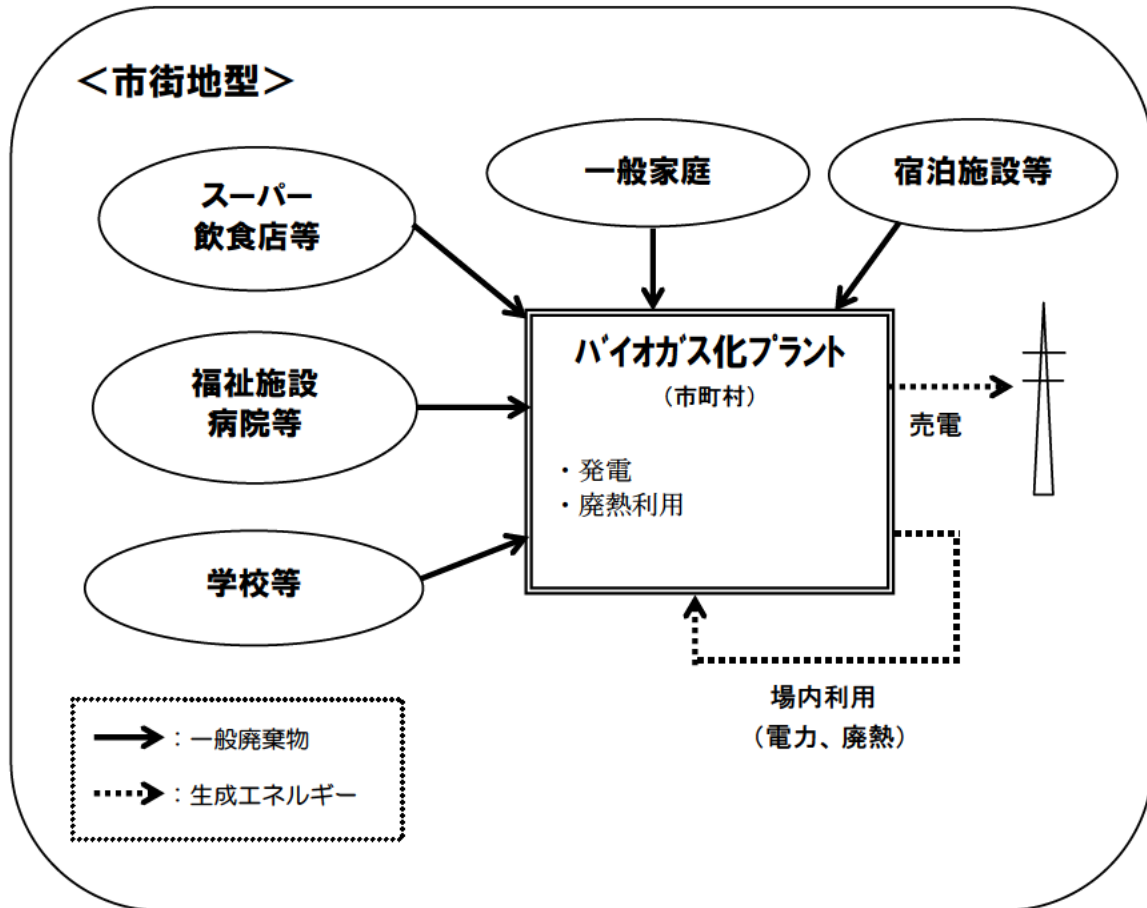 ＜市街地型＞
スーパー
飲食店等
一般家庭
宿泊施設等
福祉施設
病院等
学校等
バイオガス化プラント
（市町村）
・発電
・廃熱利用
売電
場内利用
（電力、廃熱）
：一般廃棄物
：生成エネルギー